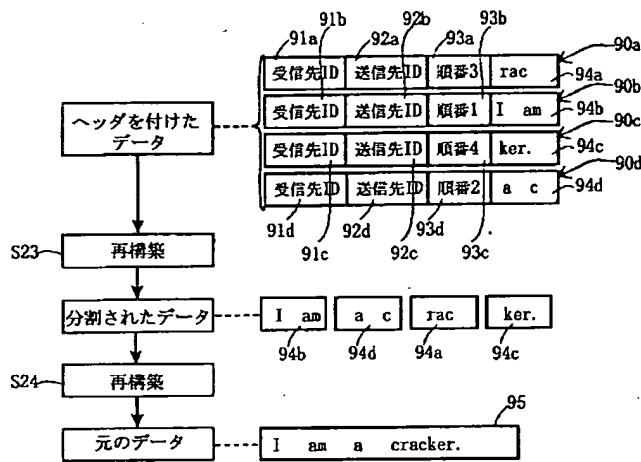 91a 91b 92a 92b 93a 93b 90a
受信先ID 送信先ID 順番3 rac 94a
90b
ヘッダを付けた
データ
受信先ID 送信先ID 順番1 I am 94b
90c
受信先ID 送信先ID 順番4 ker. 94c
90d
受信先ID 送信先ID 順番2 a c 94d
91d 91c 92d 92c 93d 93c
S23 再構築
分割されたデータ I am a c rac ker.
94b 94d 94a 94c
S24 再構築
95
元のデータ I am a cracker.